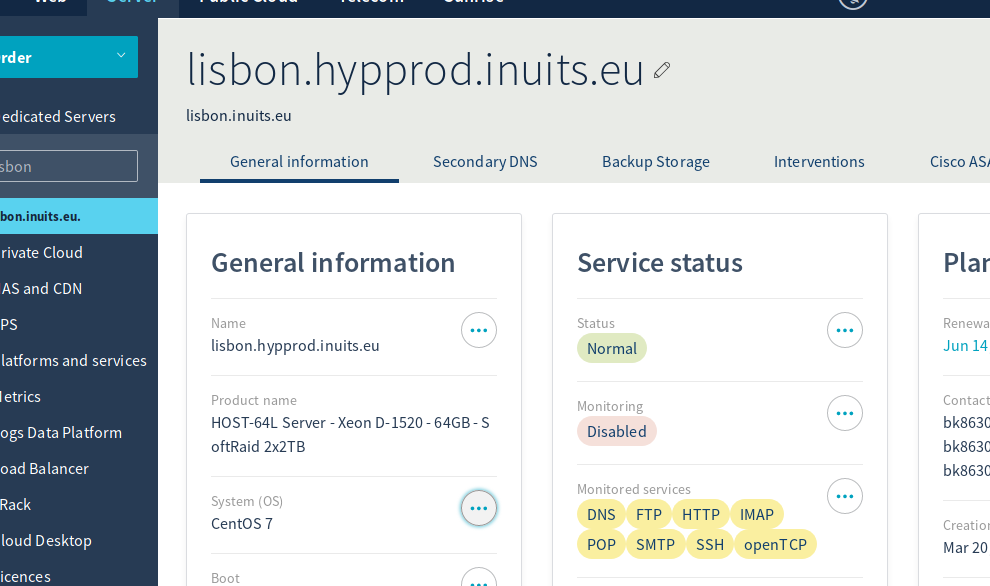 Web Server Public Cloud Telecom Sunrise
rder
edicated Servers
sbon
bon.inuits.eu.
rivate Cloud
AS and CDN
PS
latforms and services
etrics
ogs Data Platform
oad Balancer
Rack
loud Desktop
icences
lisbon.hypprod.inuits.eu
lisbon.inuits.eu
General information Secondary DNS Backup Storage Interventions Cisco ASA
General information
Name
lisbon.hypprod.inuits.eu
Product name
HOST-64L Server - Xeon D-1520 - 64GB - S
oftRaid 2x2TB
System (OS)
CentOS 7
Boot
Service status
Status
Normal
Monitoring
Disabled
Monitored services
DNS FTP HTTP IMAP
POP SMTP SSH openTCP
Plan
Renewa
Jun 14
Contact
bk8630
bk8630
bk8630
Creation
Mar 20